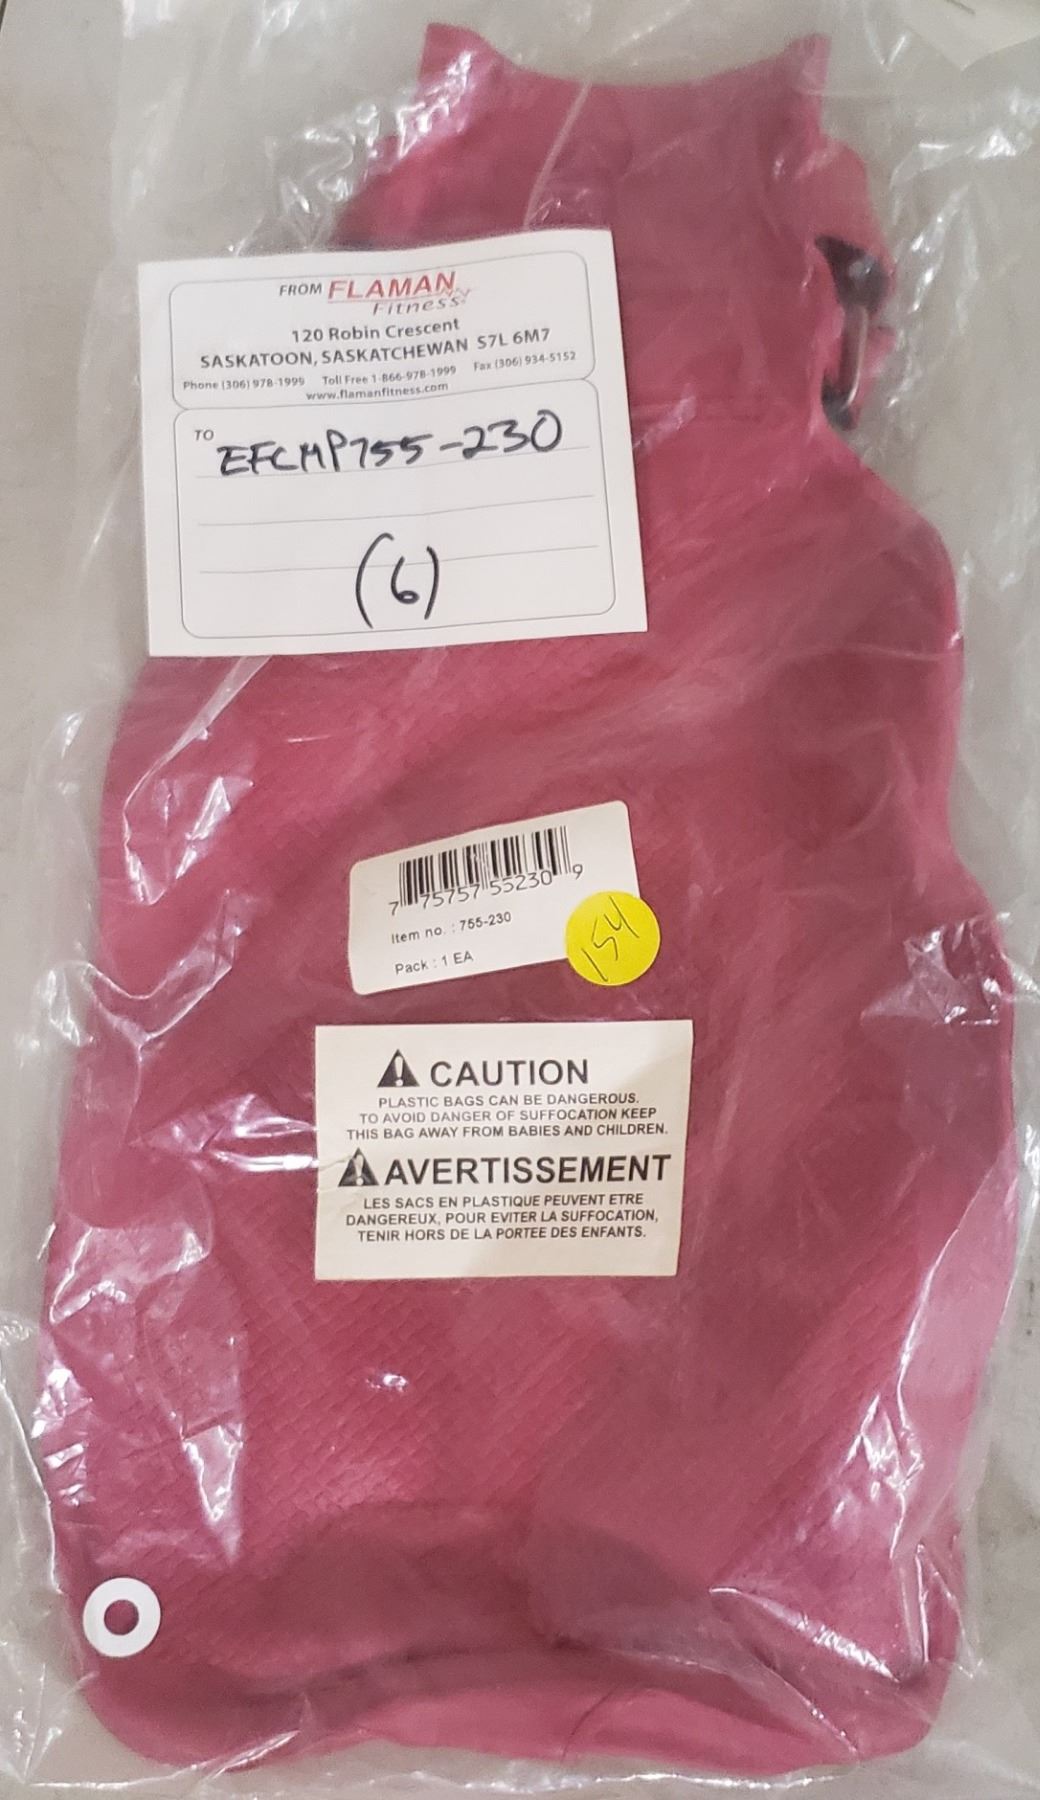 FROM FLAMAN
Fitness
120 Robin Crescent
SASKATOON, SASKATCHEWAN S7L 6M7
Phone (306) 978-1999 Toll Free 1-866-978-1999 Fax (306) 934-5152
www.flamanfitness.com
TO EFCMP755-230
(6)
7 75757 55230 9
Item no. : 755-230
Pack : 1 EA
154
CAUTION
PLASTIC BAGS CAN BE DANGEROUS.
TO AVOID DANGER OF SUFFOCATION KEEP
THIS BAG AWAY FROM BABIES AND CHILDREN.
AVERTISSEMENT
LES SACS EN PLASTIQUE PEUVENT ETRE
DANGEREUX, POUR EVITER LA SUFFOCATION,
TENIR HORS DE LA PORTEE DES ENFANTS.